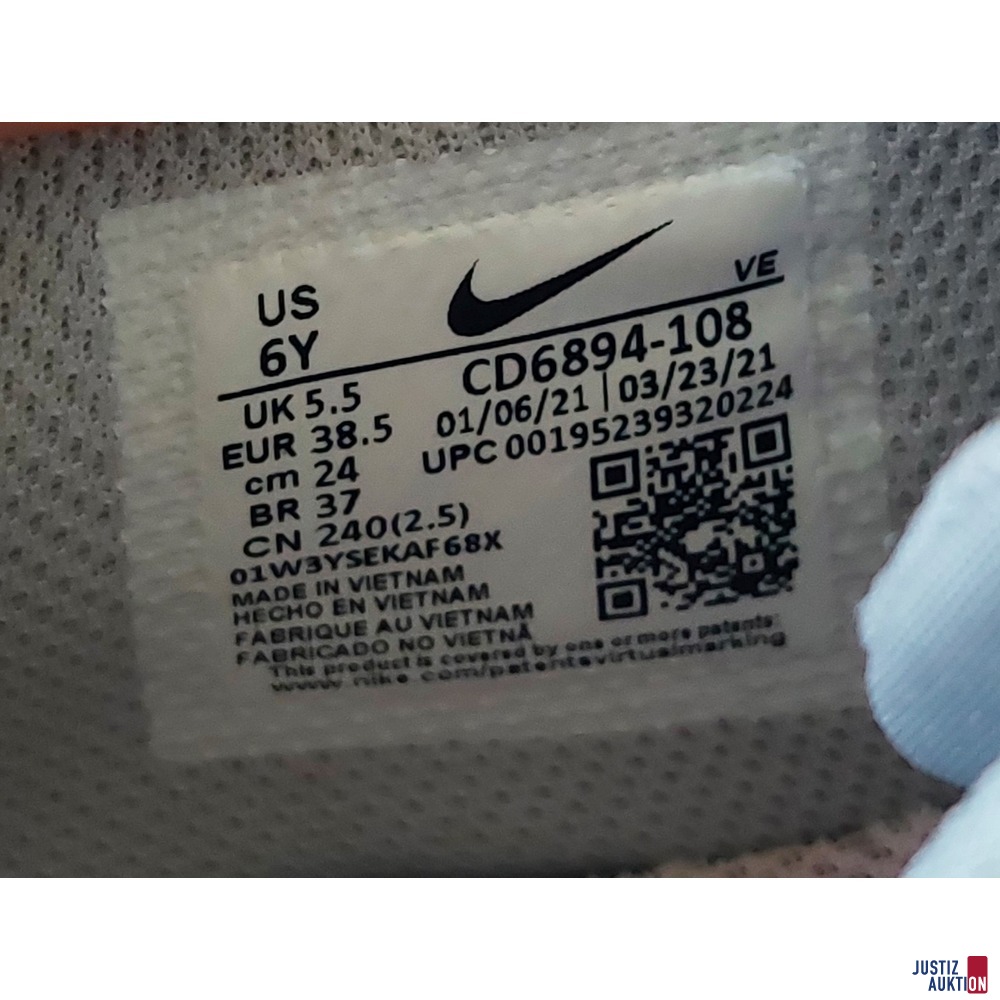 US
6Y
VE
UK 5.5
EUR 38.5
cm 24
BR 37
CN 240(2.5)
CD6894-108
01/06/21 | 03/23/21
UPC 00195239320224
01W3YSEKAF68X
MADE IN VIETNAM
HECHO EN VIETNAM
FABRIQUE AU VIETNAM
FABRICADO NO VIETNÃ
This product is covered by one or more patents:
www nike com/patentsvirtualmarking
JUSTIZ
AUKTION